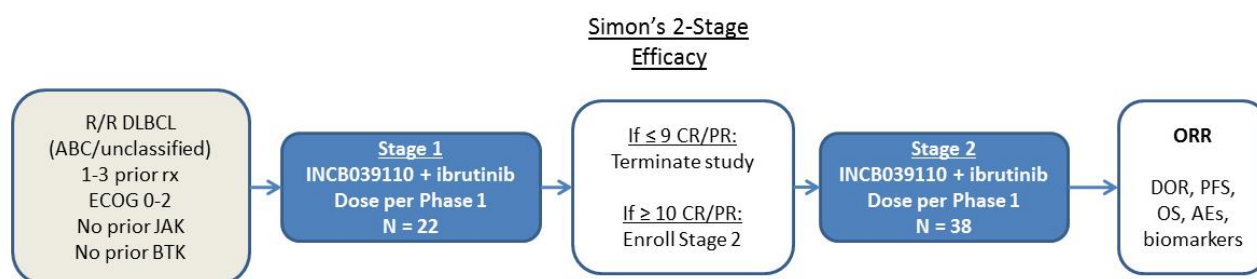 Simon's 2-Stage
Efficacy
R/R DLBCL
(ABC/unclassified)
1-3 prior rx
ECOG 0-2
No prior JAK
No prior BTK
Stage 1
INCB039110 + ibrutinib
Dose per Phase 1
N = 22
If ≤ 9 CR/PR:
Terminate study
If ≥ 10 CR/PR:
Enroll Stage 2
Stage 2
INCB039110 + ibrutinib
Dose per Phase 1
N = 38
ORR
DOR, PFS,
OS, AEs,
biomarkers